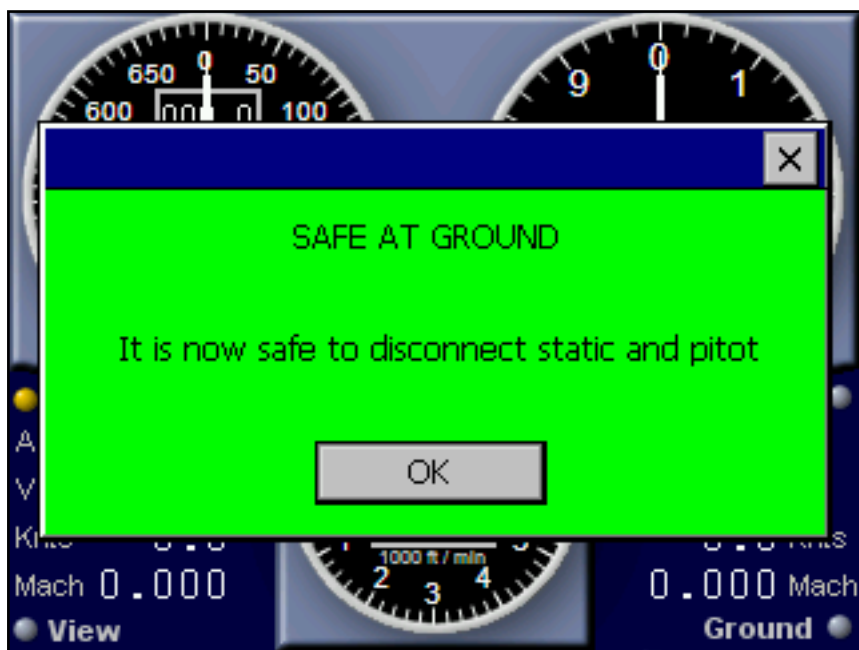 650 0 50
600 100
9 0 1
SAFE AT GROUND
It is now safe to disconnect static and pitot
OK
1000 ft / min
2 3 4
Mach 0.000
0.000 Mach
View
Ground